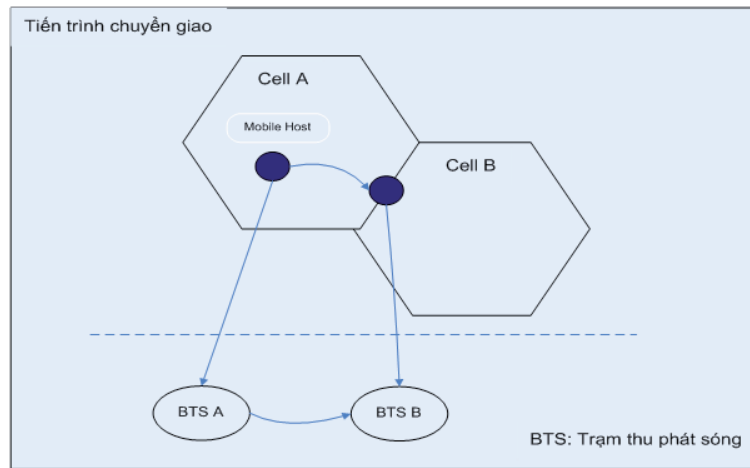 Tiến trình chuyển giao
Cell A
Mobile Host
Cell B
BTS A
BTS B
BTS: Trạm thu phát sóng